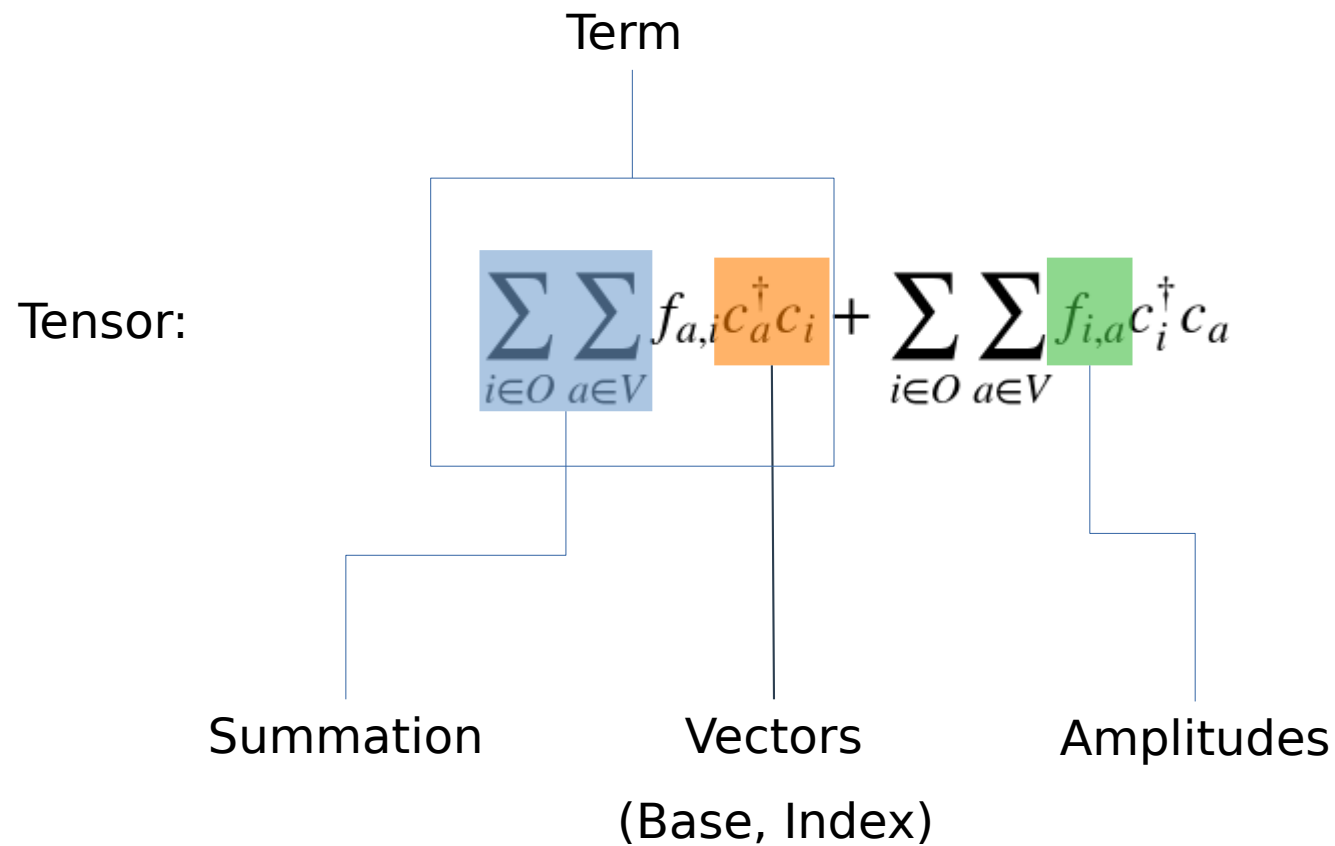 Term
Tensor: ∑_{i∈O} ∑_{a∈V} f_{a,i} c_a^† c_i + ∑_{i∈O} ∑_{a∈V} f_{i,a} c_i^† c_a
Summation Vectors Amplitudes
(Base, Index)